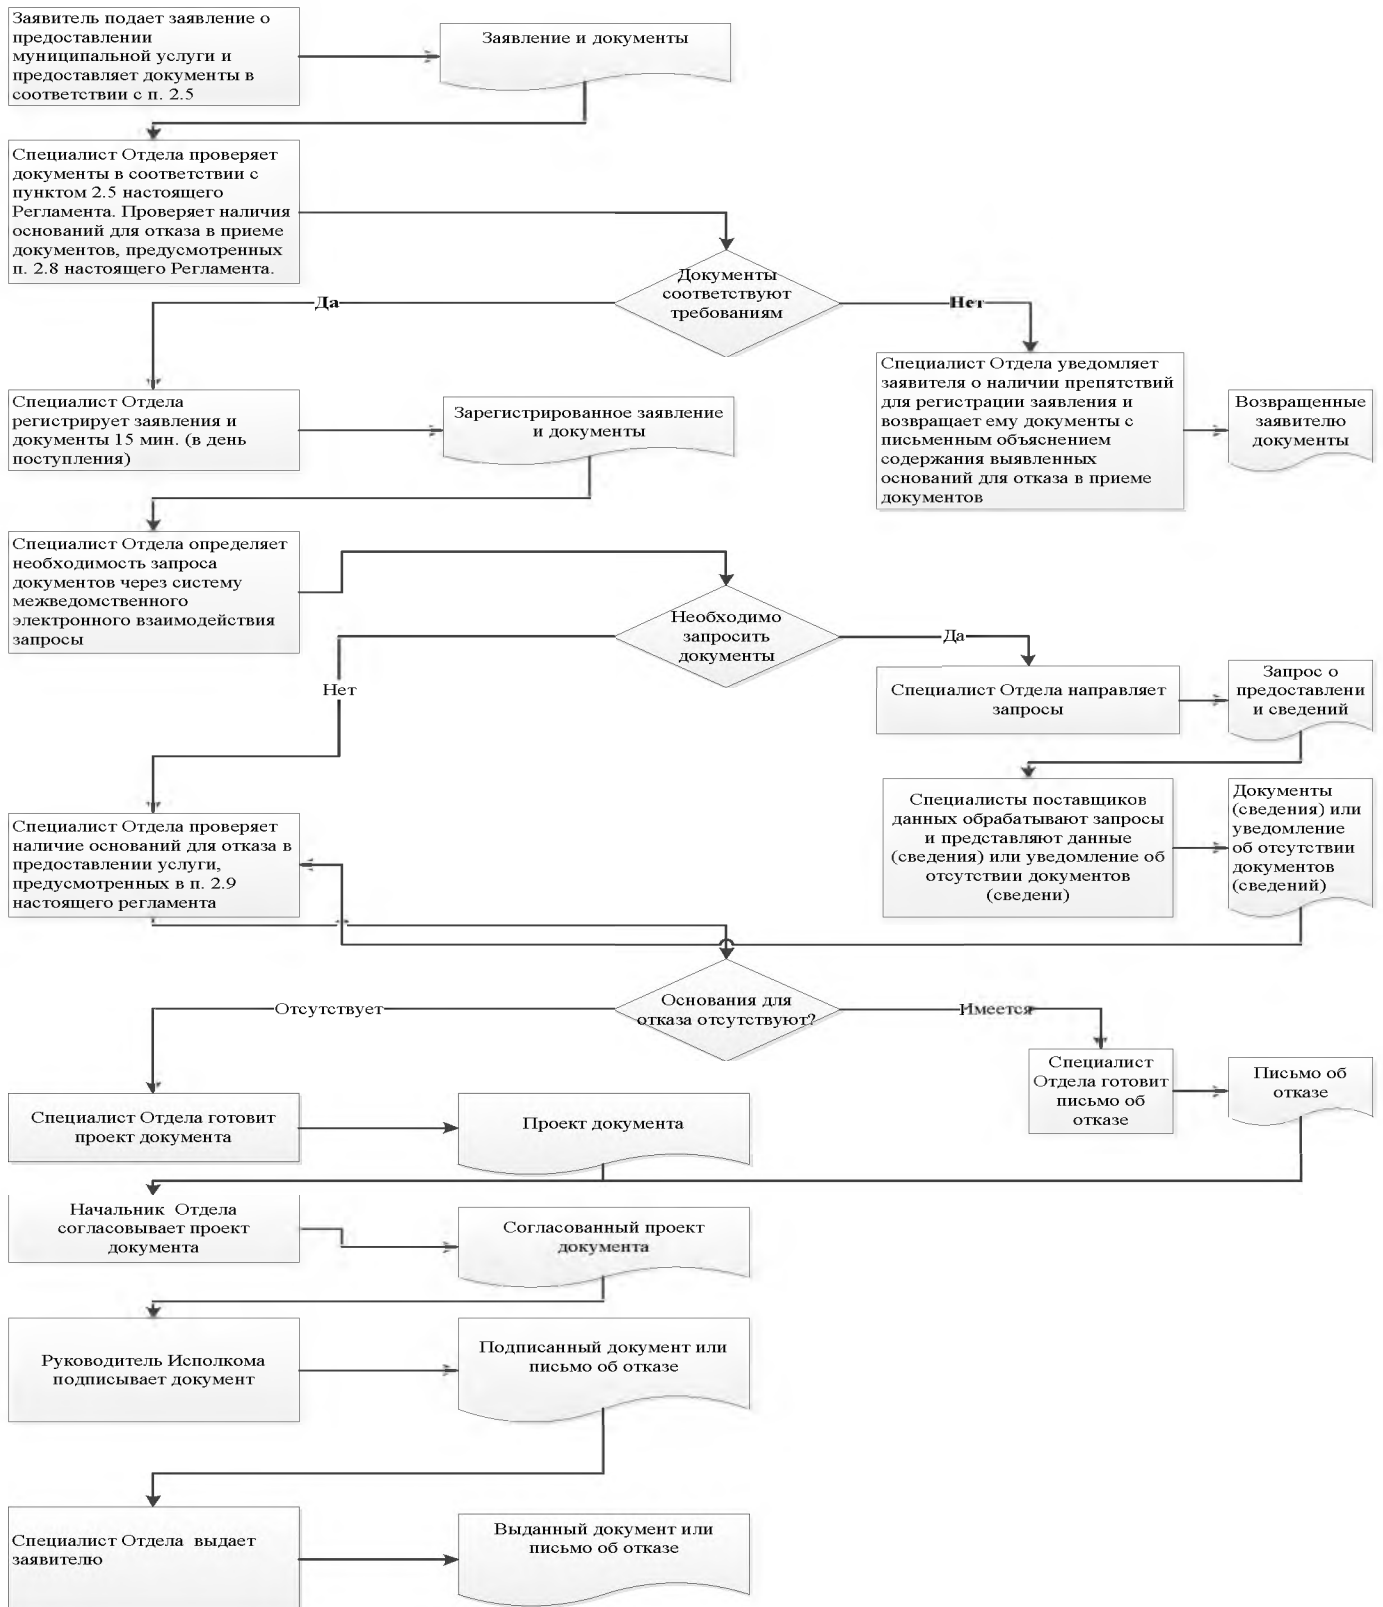 Заявитель подает заявление о
предоставлении
муниципальной услуги и
предоставляет документы в
соответствии с п. 2.5
Заявление и документы
Специалист Отдела проверяет
документы в соответствии с
пунктом 2.5 настоящего
Регламента. Проверяет наличия
оснований для отказа в приеме
документов, предусмотренных
п. 2.8 настоящего Регламента.
Документы
соответствуют
требованиям
Да
Нет
Специалист Отдела уведомляет
заявителя о наличии препятствий
для регистрации заявления и
возвращает ему документы с
письменным объяснением
содержания выявленных
оснований для отказа в приеме
документов
Возвращенные
заявителю
документы
Специалист Отдела
регистрирует заявления и
документы 15 мин. (в день
поступления)
Зарегистрированное заявление
и документы
Специалист Отдела определяет
необходимость запроса
документов через систему
межведомственного
электронного взаимодействия
запросы
Необходимо
запросить
документы
Да
Нет
Специалист Отдела направляет
запросы
Запрос о
предоставлени
и сведений
Специалисты поставщиков
данных обрабатывают запросы
и представляют данные
(сведения) или уведомление об
отсутствии документов
(сведени)
Документы
(сведения) или
уведомление
об отсутствии
документов
(сведений)
Специалист Отдела проверяет
наличие оснований для отказа в
предоставлении услуги,
предусмотренных в п. 2.9
настоящего регламента
Основания для
отказа отсутствуют?
Отсутствует
Имеется
Специалист
Отдела готовит
письмо об
отказе
Письмо об
отказе
Специалист Отдела готовит
проект документа
Проект документа
Начальник  Отдела
согласовывает проект
документа
Согласованный проект
документа
Руководитель Исполкома
подписывает документ
Подписанный документ или
письмо об отказе
Специалист Отдела  выдает
заявителю
Выданный документ или
письмо об отказе